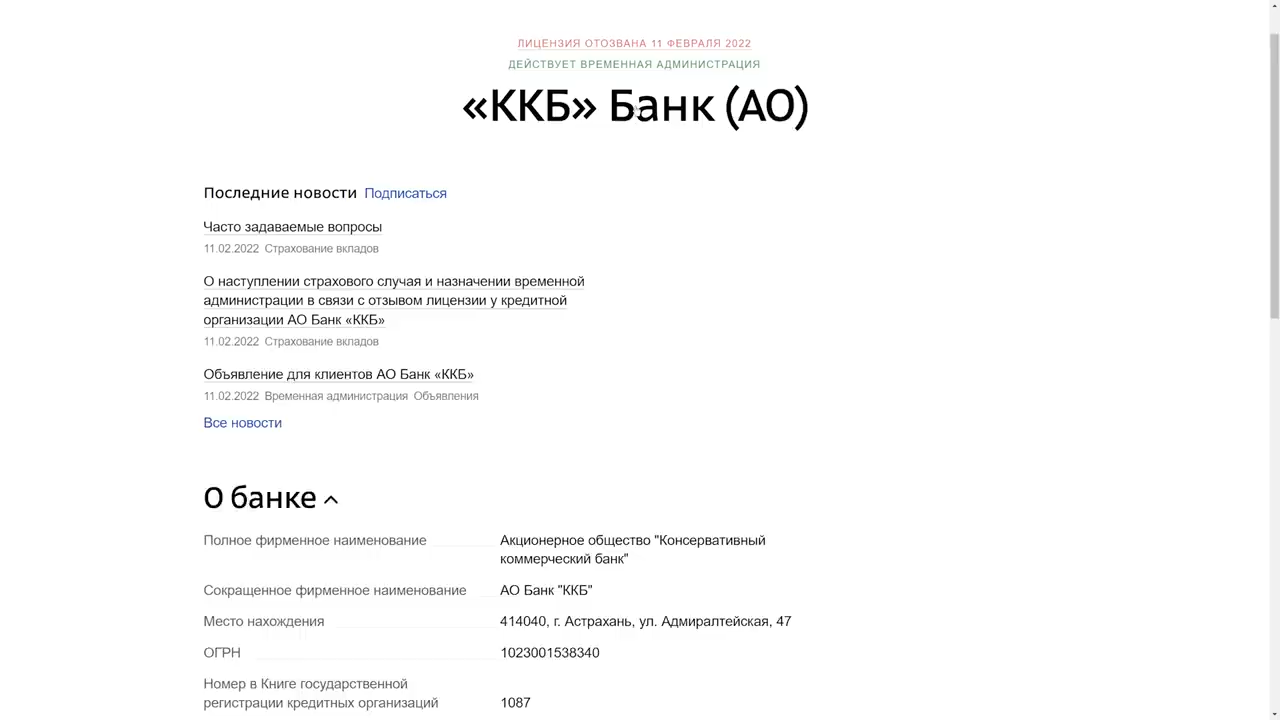 ЛИЦЕНЗИЯ ОТОЗВАНА 11 ФЕВРАЛЯ 2022
ДЕЙСТВУЕТ ВРЕМЕННАЯ АДМИНИСТРАЦИЯ
«ККБ» Банк (АО)
Последние новости Подписаться
Часто задаваемые вопросы
11.02.2022 Страхование вкладов
О наступлении страхового случая и назначении временной
администрации в связи с отзывом лицензии у кредитной
организации АО Банк «ККБ»
11.02.2022 Страхование вкладов
Объявление для клиентов АО Банк «ККБ»
11.02.2022 Временная администрация Объявления
Все новости
О банке
Полное фирменное наименование Акционерное общество "Консервативный
коммерческий банк"
Сокращенное фирменное наименование АО Банк "ККБ"
Место нахождения 414040, г. Астрахань, ул. Адмиралтейская, 47
ОГРН 1023001538340
Номер в Книге государственной
регистрации кредитных организаций 1087